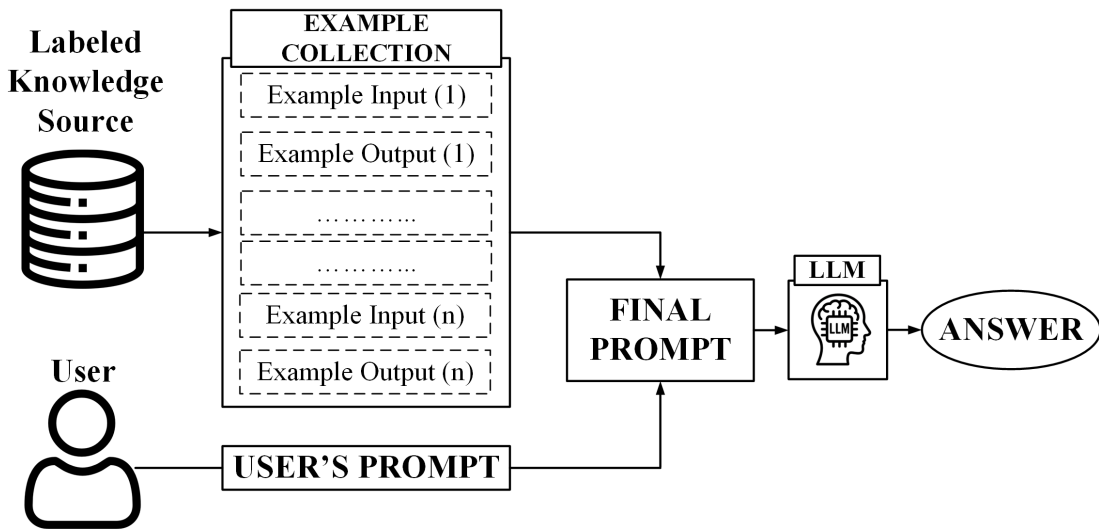 Labeled
Knowledge
Source
EXAMPLE
COLLECTION
Example Input (1)
Example Output (1)
…………...
…………...
Example Input (n)
Example Output (n)
User
USER'S PROMPT
FINAL
PROMPT
LLM
LLM
ANSWER